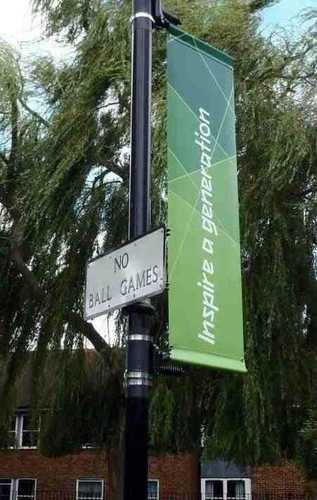 Inspire a generation
NO
BALL GAMES